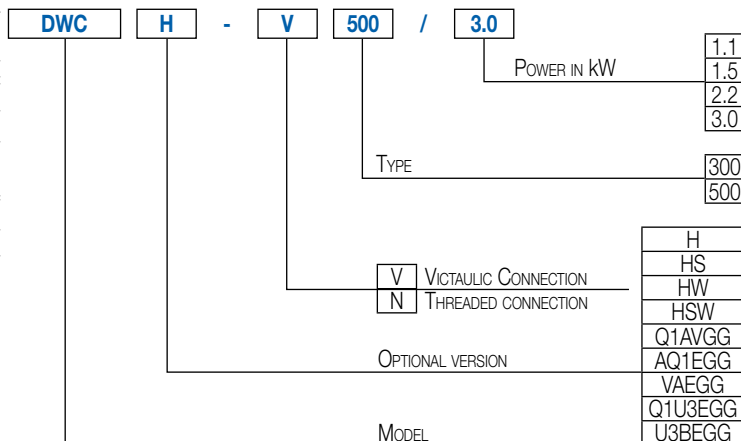 DWC H - V 500 / 3.0
POWER IN KW
1.1
1.5
2.2
3.0
TYPE
300
500
V VICTAULIC CONNECTION
N THREADED CONNECTION
OPTIONAL VERSION
H
HS
HW
HSW
Q1AVGG
AQ1EGG
VAEGG
Q1U3EGG
U3BEGG
MODEL